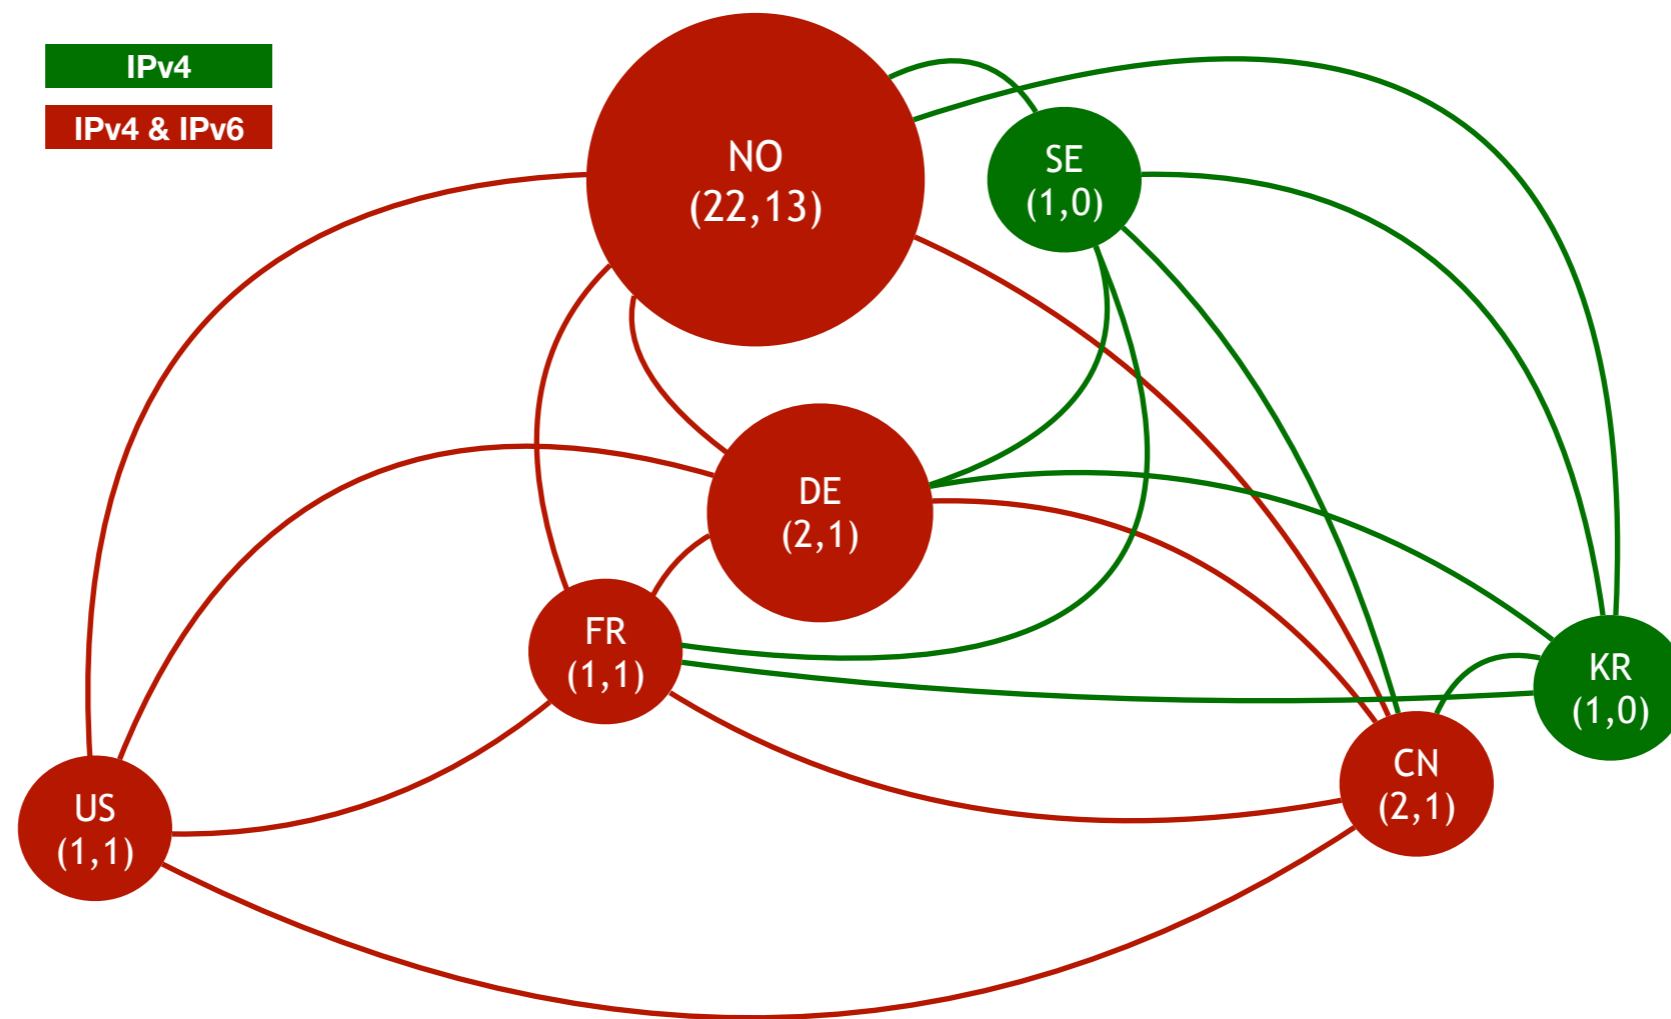 IPv4
IPv4 & IPv6
NO
(22,13)
SE
(1,0)
DE
(2,1)
FR
(1,1)
KR
(1,0)
CN
(2,1)
US
(1,1)